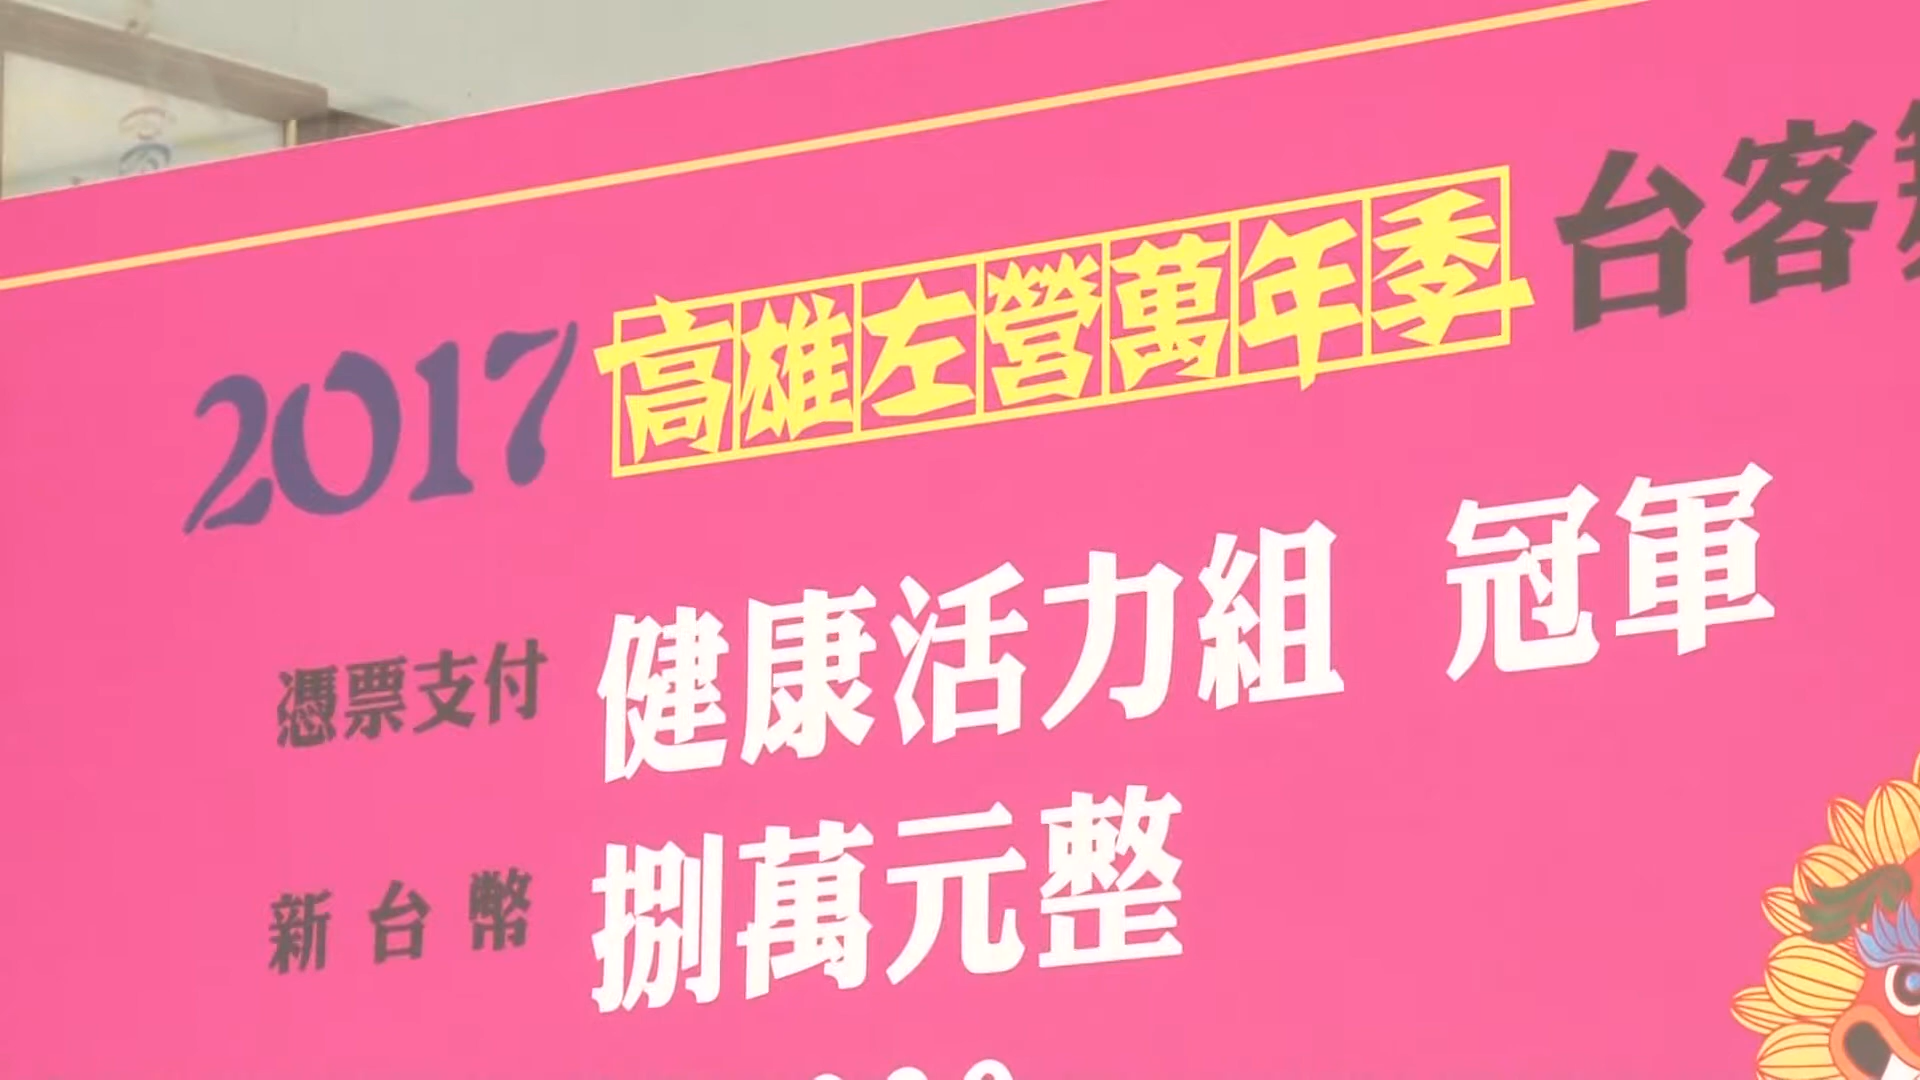 2017 高雄左營萬年季 台客
憑票支付 健康活力組 冠軍
新台幣 捌萬元整